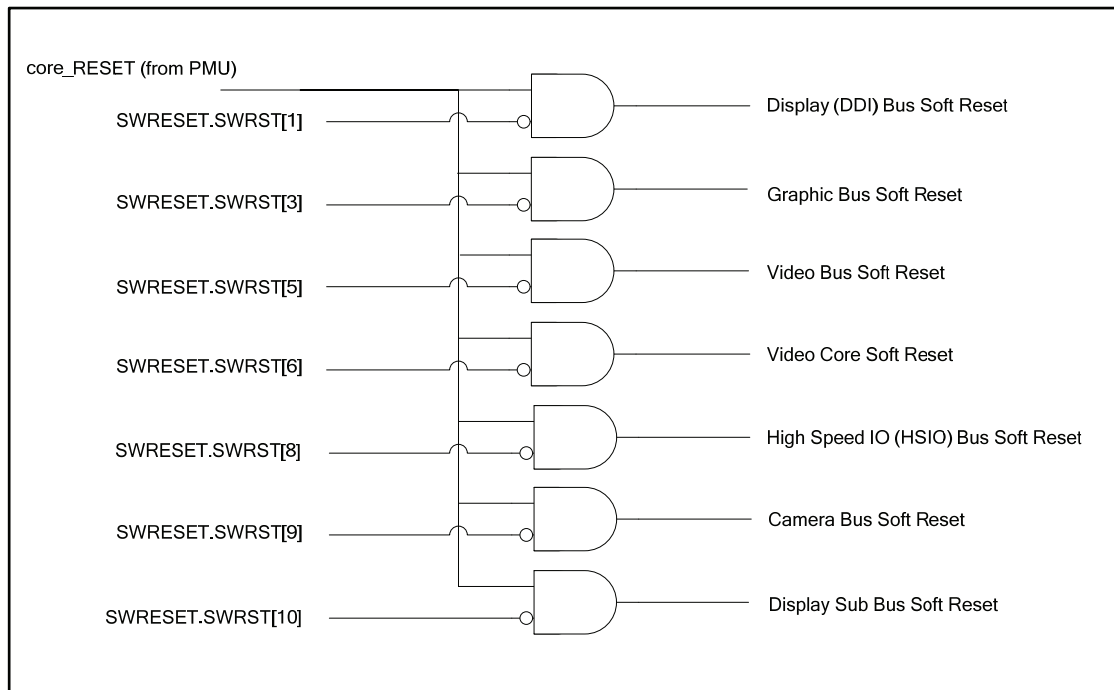 core_RESET (from PMU)
SWRESET.SWRST[1]
Display (DDI) Bus Soft Reset
SWRESET.SWRST[3]
Graphic Bus Soft Reset
SWRESET.SWRST[5]
Video Bus Soft Reset
SWRESET.SWRST[6]
Video Core Soft Reset
SWRESET.SWRST[8]
High Speed IO (HSIO) Bus Soft Reset
SWRESET.SWRST[9]
Camera Bus Soft Reset
SWRESET.SWRST[10]
Display Sub Bus Soft Reset